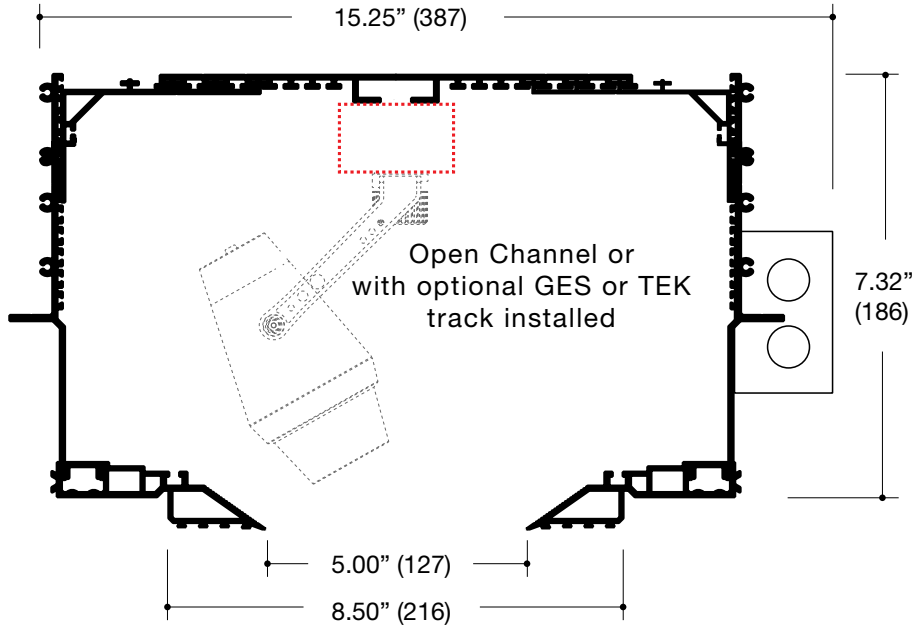 15.25” (387)
Open Channel or
with optional GES or TEK
track installed
7.32”
(186)
5.00” (127)
8.50” (216)